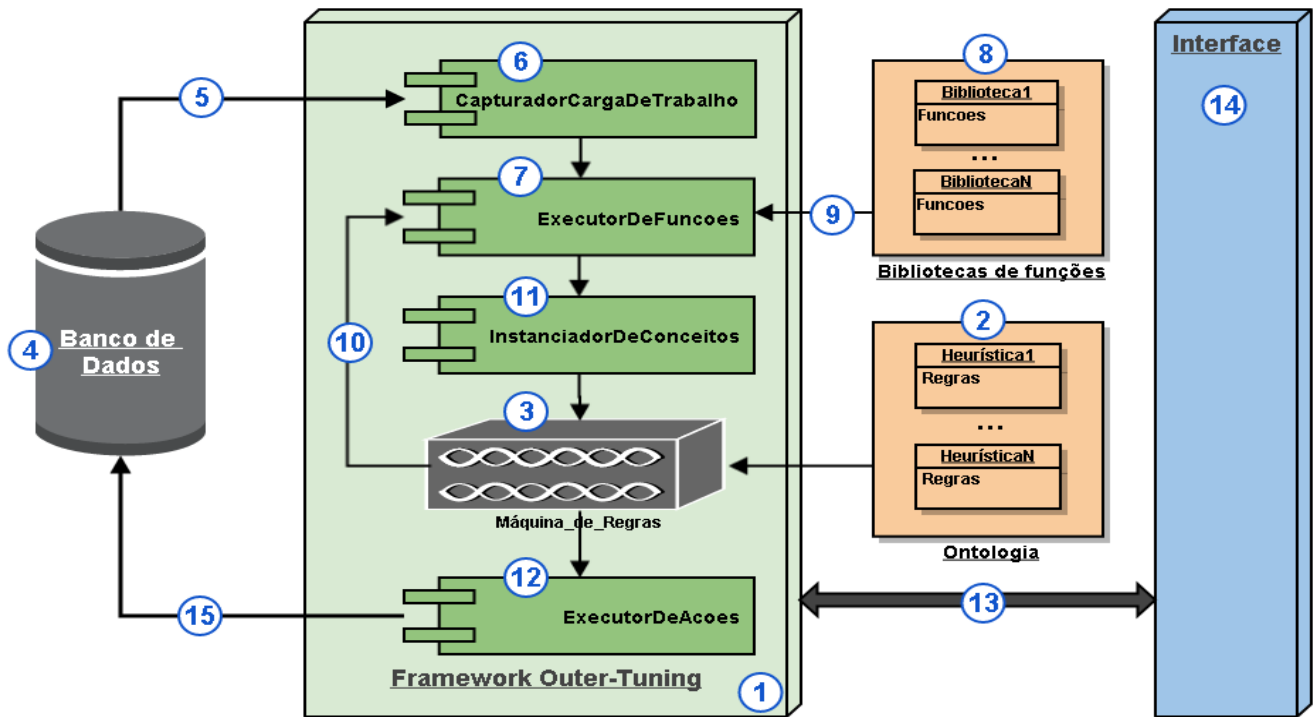 Interface
14
6
CapturadorCargaDeTrabalho
5
8
Biblioteca1
Funcoes
...
BibliotecaN
Funcoes
Bibliotecas de funções
7
ExecutorDeFuncoes
9
11
InstanciadorDeConceitos
10
4
Banco de
Dados
2
Heurística1
Regras
...
HeurísticaN
Regras
Ontologia
3
Máquina_de_Regras
12
ExecutorDeAcoes
13
15
Framework Outer-Tuning
1